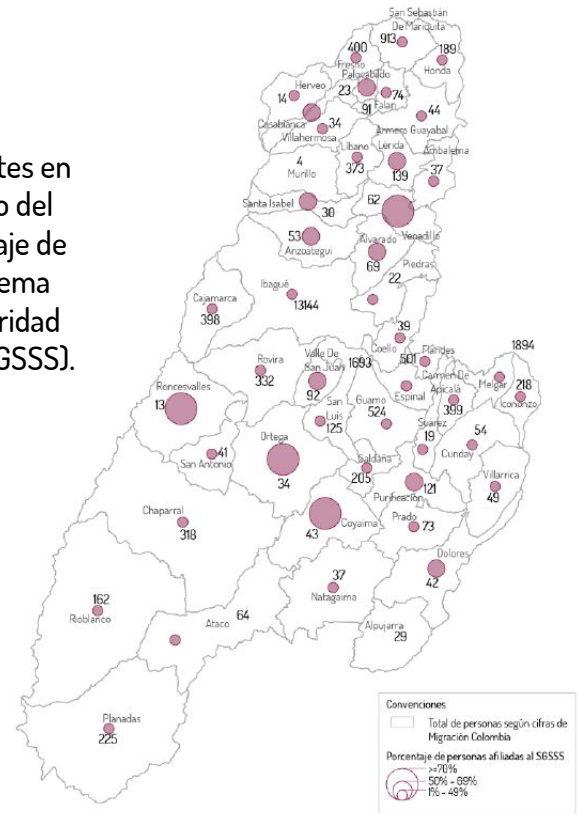 tes en
o del
aje de
ema
ridad
GSSS).
San Sebastián
De Mariquita
913
400
189
Fresno
Honda
Palocabildo
Herveo
23
74
14
Falan
91
44
Casabianca
34
Villahermosa
Armero Guayabal
Líbano
Lérida
Ambalema
4
373
139
37
Murillo
Santa Isabel
30
62
Venadillo
53
Anzoategui
Alvarado
69
Piedras
22
Ibagué
13144
Cajamarca
398
39
Coello
1894
Rovira
332
Valle De
San Juan
1693
501
Flandes
Carmen De
Apicalá
Melgar
218
Icononzo
Roncesvalles
92
Espinal
399
13
San
Luis
125
Guamo
524
Suárez
19
54
Cunday
Ortega
41
San Antonio
34
Saldaña
205
Villarrica
49
121
Purificación
Chaparral
318
43
Coyaima
Prado
73
Dolores
42
37
Natagaima
162
Rioblanco
Ataco
64
Alpujarra
29
Planadas
225
Convenciones
Total de personas según cifras de
Migración Colombia
Porcentaje de personas afiliadas al SGSSS
>=70%
50% - 69%
1% - 49%